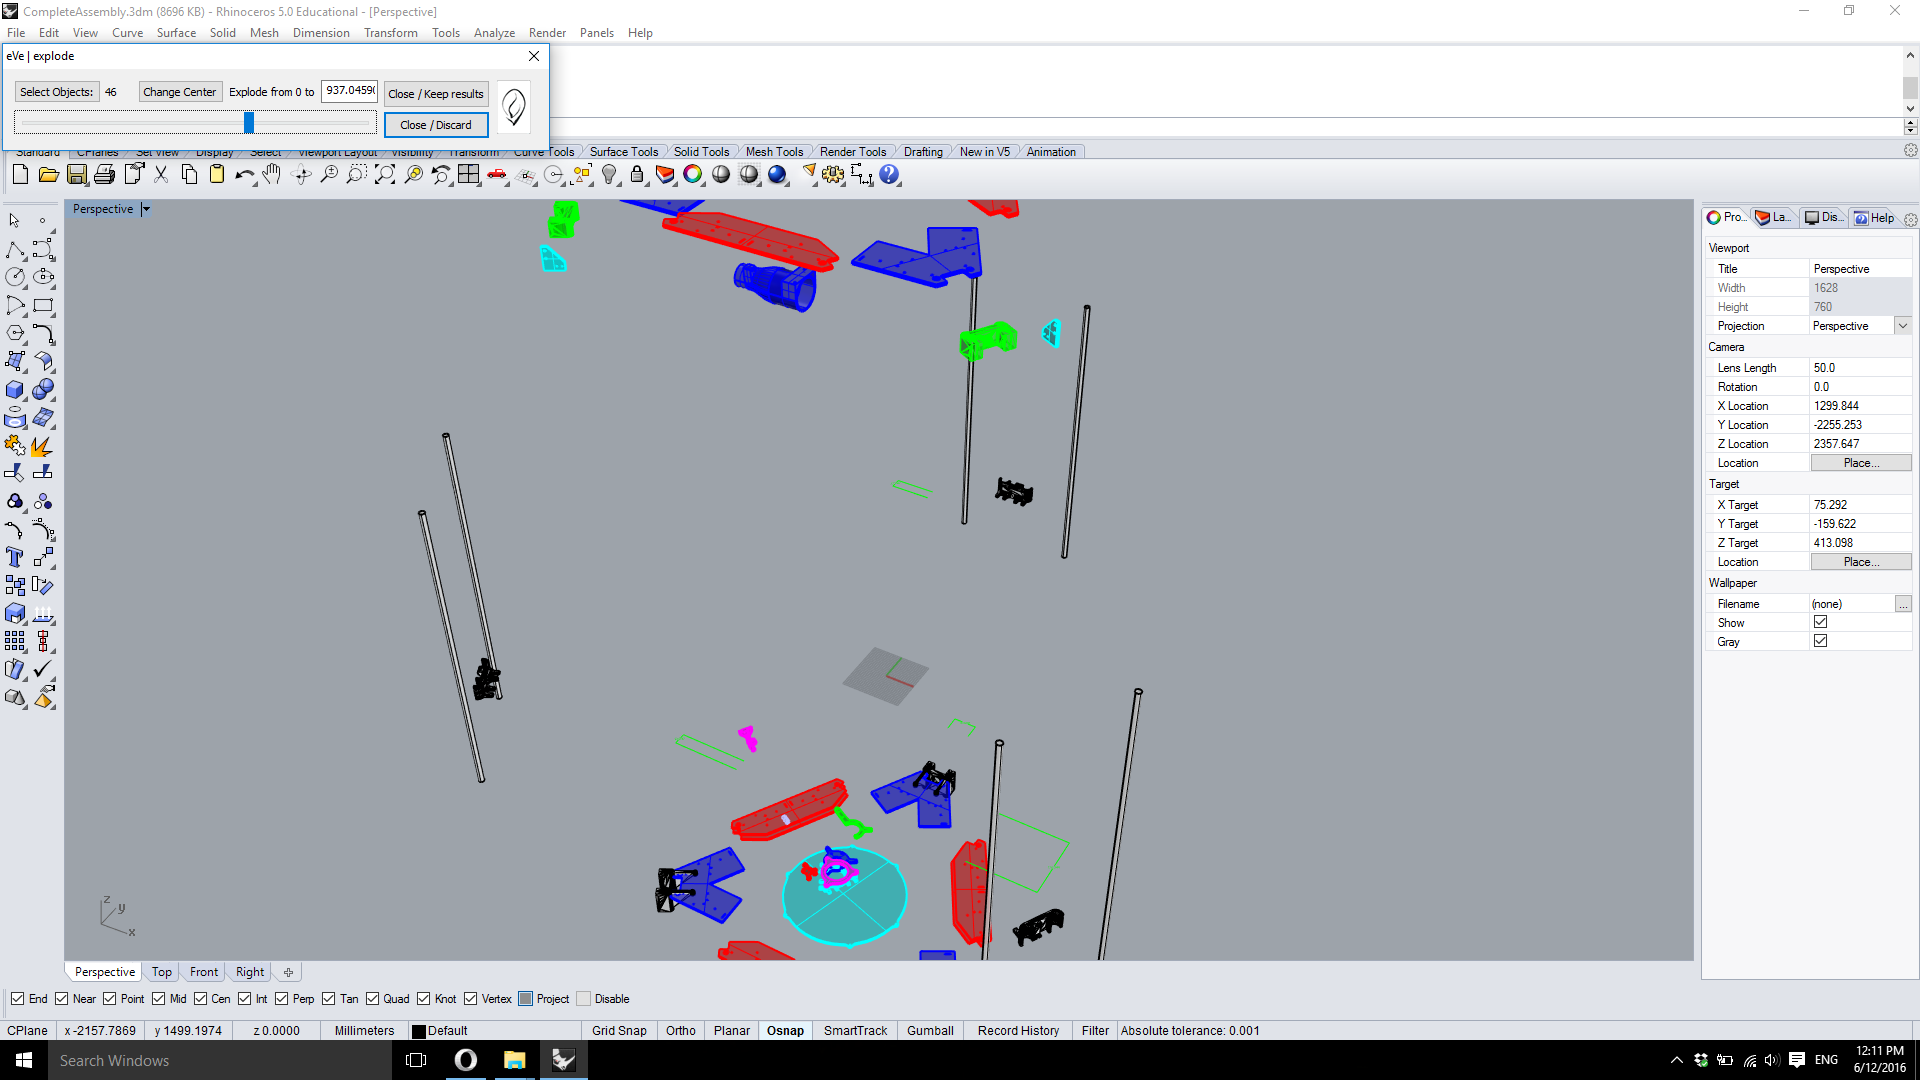 CompleteAssembly.3dm (8696 KB) - Rhinoceros 5.0 Educational - [Perspective]
File Edit View Curve Surface Solid Mesh Dimension Transform Tools Analyze Render Panels Help
eVe | explode
Select Objects: 46 Change Center Explode from 0 to 937.0459 Close / Keep results
Close / Discard
Standard CPlanes Set View Display Select Viewport Layout Visibility Transform Curve Tools Surface Tools Solid Tools Mesh Tools Render Tools Drafting New in V5 Animation
Perspective
Pro... La... Dis... Help
Viewport
Title Perspective
Width 1628
Height 760
Projection Perspective
Camera
Lens Length 50.0
Rotation 0.0
X Location 1299.844
Y Location -2255.253
Z Location 2357.647
Location Place...
Target
X Target 75.292
Y Target -159.622
Z Target 413.098
Location Place...
Wallpaper
Filename (none) ...
Show
Gray
z
y
x
Perspective Top Front Right
End Near Point Mid Cen Int Perp Tan Quad Knot Vertex Project Disable
CPlane x -2157.7869 y 1499.1974 z 0.0000 Millimeters Default Grid Snap Ortho Planar Osnap SmartTrack Gumball Record History Filter Absolute tolerance: 0.001
Search Windows
ENG
12:11 PM
6/12/2016